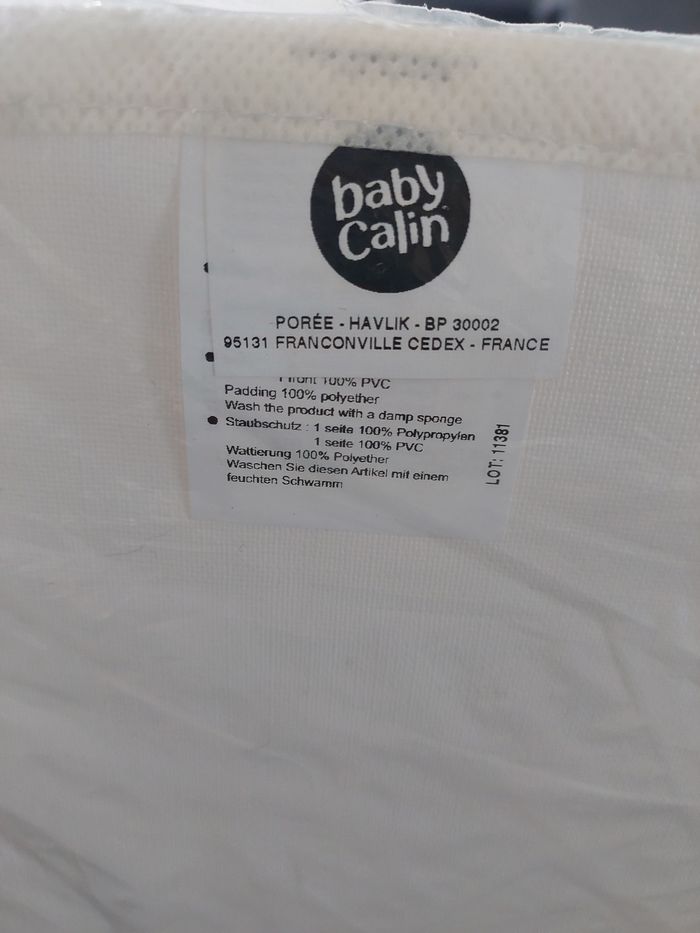 baby
Calin
PORÉE - HAVLIK - BP 30002
95131 FRANCONVILLE CEDEX - FRANCE
100% PVC
Padding 100% polyether
Wash the product with a damp sponge
Staubschutz : 1 seite 100% Polypropylen
1 seite 100% PVC
Wattierung 100% Polyether
Waschen Sie diesen Artikel mit einem
feuchten Schwamm
LOT: 11381